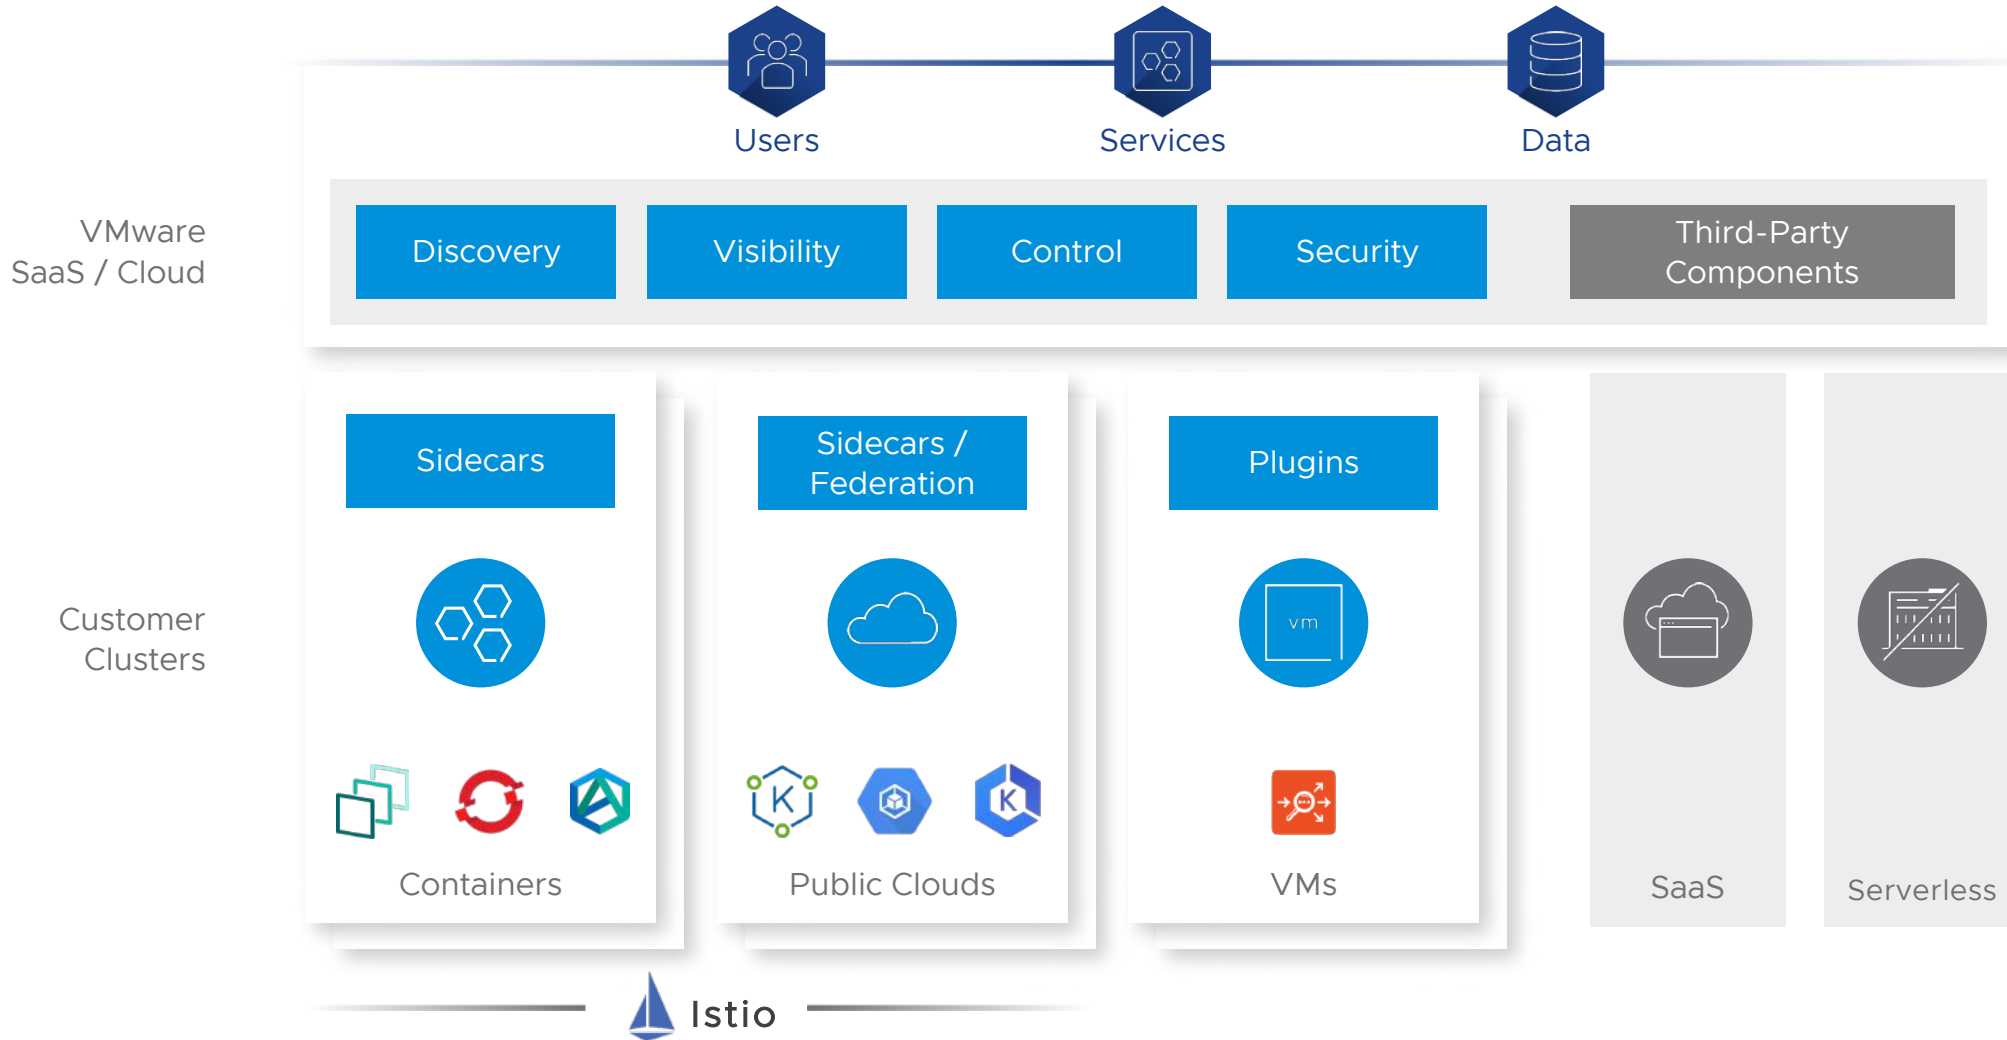 Users
Services
Data
VMware
SaaS / Cloud
Discovery
Visibility
Control
Security
Third-Party
Components
Customer
Clusters
Sidecars
Sidecars /
Federation
Plugins
vm
K
K
Containers
Public Clouds
VMs
SaaS
Serverless
Istio